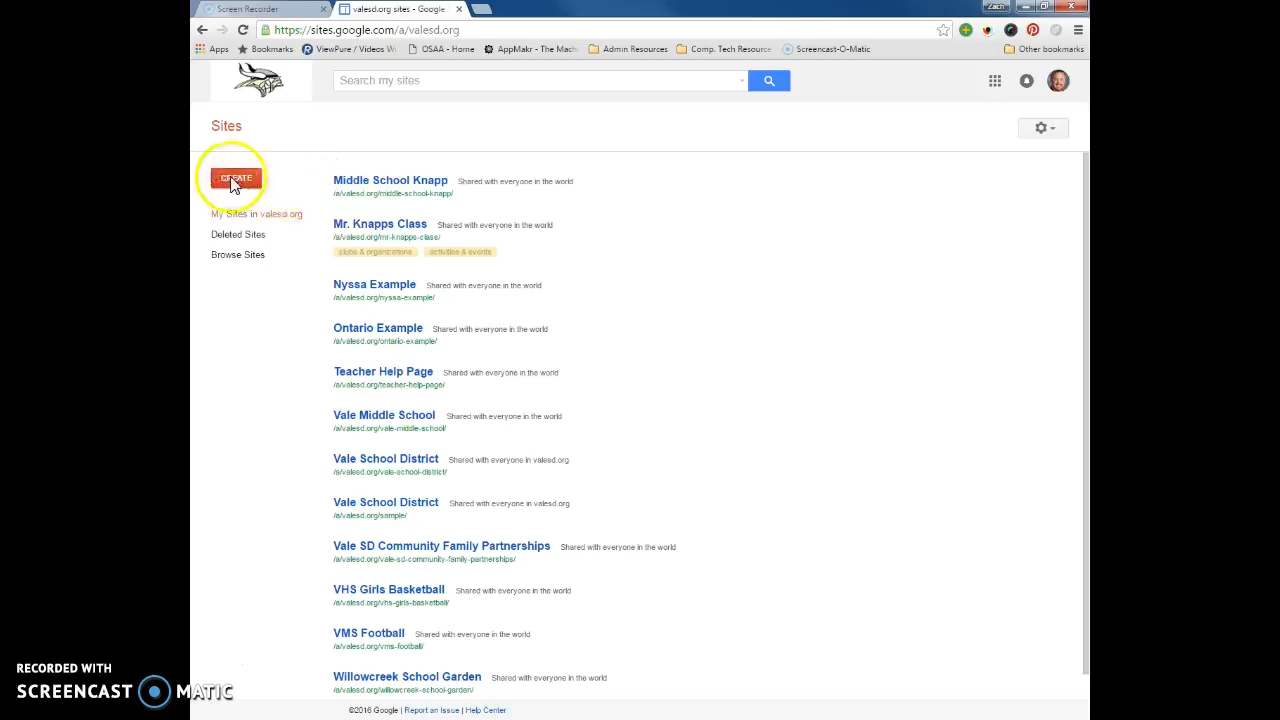 Screen Recorder
valesd.org sites - Google
Zach
https://sites.google.com/a/valesd.org
Apps
Bookmarks
ViewPure / Videos Wi
OSAA - Home
AppMakr - The Mach
Admin Resources
Comp. Tech Resource
Screencast-O-Matic
Other bookmarks
Search my sites
Sites
CREATE
My Sites in valesd.org
Deleted Sites
Browse Sites
Middle School Knapp Shared with everyone in the world
/a/valesd.org/middle-school-knapp/
Mr. Knapps Class Shared with everyone in the world
/a/valesd.org/mr-knapps-class/
clubs & organizations activities & events
Nyssa Example Shared with everyone in the world
/a/valesd.org/nyssa-example/
Ontario Example Shared with everyone in the world
/a/valesd.org/ontario-example/
Teacher Help Page Shared with everyone in the world
/a/valesd.org/teacher-help-page/
Vale Middle School Shared with everyone in the world
/a/valesd.org/vale-middle-school/
Vale School District Shared with everyone in valesd.org
/a/valesd.org/vale-school-district/
Vale School District Shared with everyone in valesd.org
/a/valesd.org/sample/
Vale SD Community Family Partnerships Shared with everyone in the world
/a/valesd.org/vale-sd-community-family-partnerships/
VHS Girls Basketball Shared with everyone in the world
/a/valesd.org/vhs-girls-basketball/
VMS Football Shared with everyone in the world
/a/valesd.org/vms-football/
Willowcreek School Garden Shared with everyone in the world
/a/valesd.org/willowcreek-school-garden/
©2016 Google | Report an Issue | Help Center
RECORDED WITH
SCREENCAST O MATIC